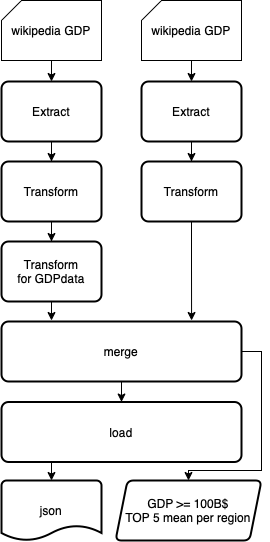 wikipedia GDP
wikipedia GDP
Extract
Extract
Transform
Transform
Transform
for GDPdata
merge
load
json
GDP >= 100B$
TOP 5 mean per region